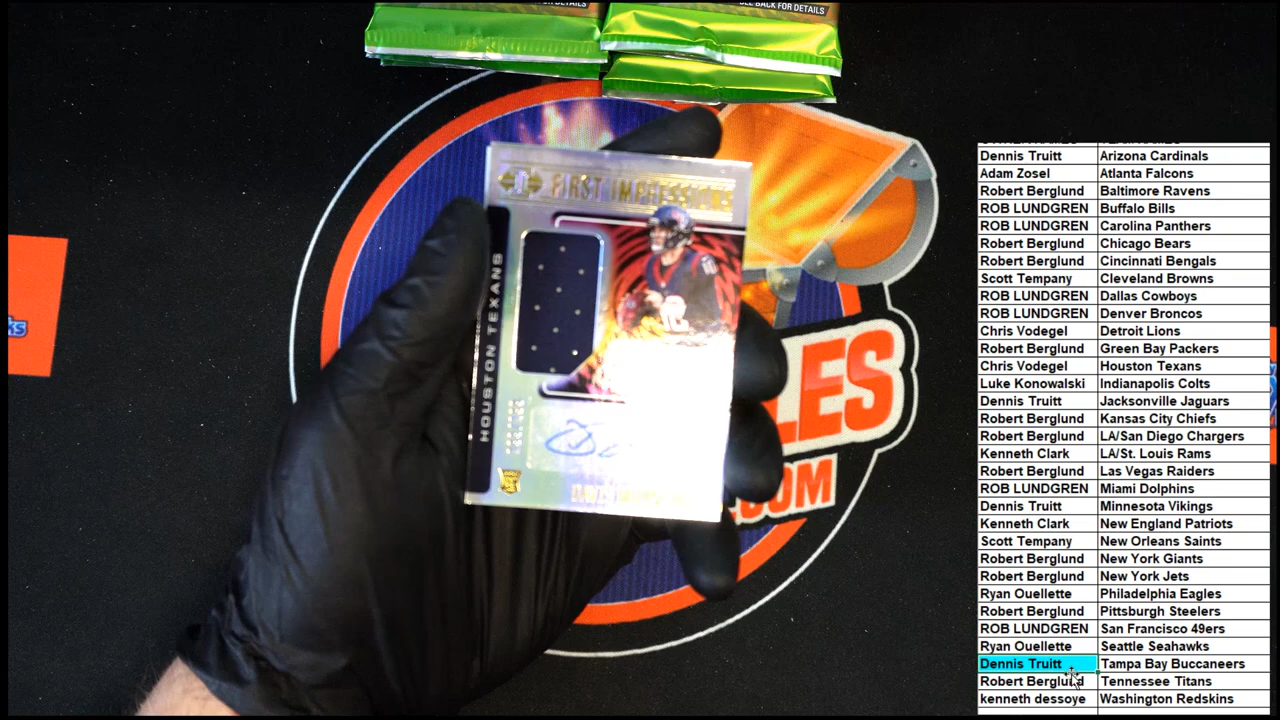 SEE BACK FOR DETAILS
FIRST IMPRESSIONS
HOUSTON TEXANS
LES
.COM
Dennis Truitt Arizona Cardinals
Adam Zosel Atlanta Falcons
Robert Berglund Baltimore Ravens
ROB LUNDGREN Buffalo Bills
ROB LUNDGREN Carolina Panthers
Robert Berglund Chicago Bears
Robert Berglund Cincinnati Bengals
Scott Tempany Cleveland Browns
ROB LUNDGREN Dallas Cowboys
ROB LUNDGREN Denver Broncos
Chris Vodegel Detroit Lions
Robert Berglund Green Bay Packers
Chris Vodegel Houston Texans
Luke Konowalski Indianapolis Colts
Dennis Truitt Jacksonville Jaguars
Robert Berglund Kansas City Chiefs
Robert Berglund LA/San Diego Chargers
Kenneth Clark LA/St. Louis Rams
Robert Berglund Las Vegas Raiders
ROB LUNDGREN Miami Dolphins
Dennis Truitt Minnesota Vikings
Kenneth Clark New England Patriots
Scott Tempany New Orleans Saints
Robert Berglund New York Giants
Robert Berglund New York Jets
Ryan Ouellette Philadelphia Eagles
Robert Berglund Pittsburgh Steelers
ROB LUNDGREN San Francisco 49ers
Ryan Ouellette Seattle Seahawks
Dennis Truitt Tampa Bay Buccaneers
Robert Berglund Tennessee Titans
kenneth dessoye Washington Redskins